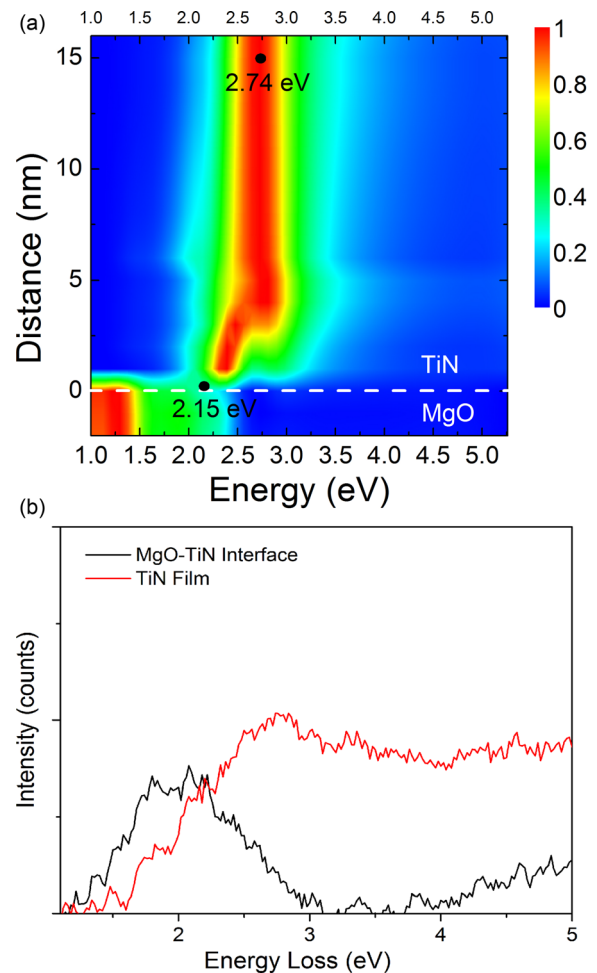 (a)
1.0 1.5 2.0 2.5 3.0 3.5 4.0 4.5 5.0
15
10
5
0
Distance (nm)
2.74 eV
2.15 eV
TiN
MgO
1
0.8
0.6
0.4
0.2
0
1.0 1.5 2.0 2.5 3.0 3.5 4.0 4.5 5.0
Energy (eV)
(b)
MgO-TiN Interface
TiN Film
Intensity (counts)
2 3 4 5
Energy Loss (eV)